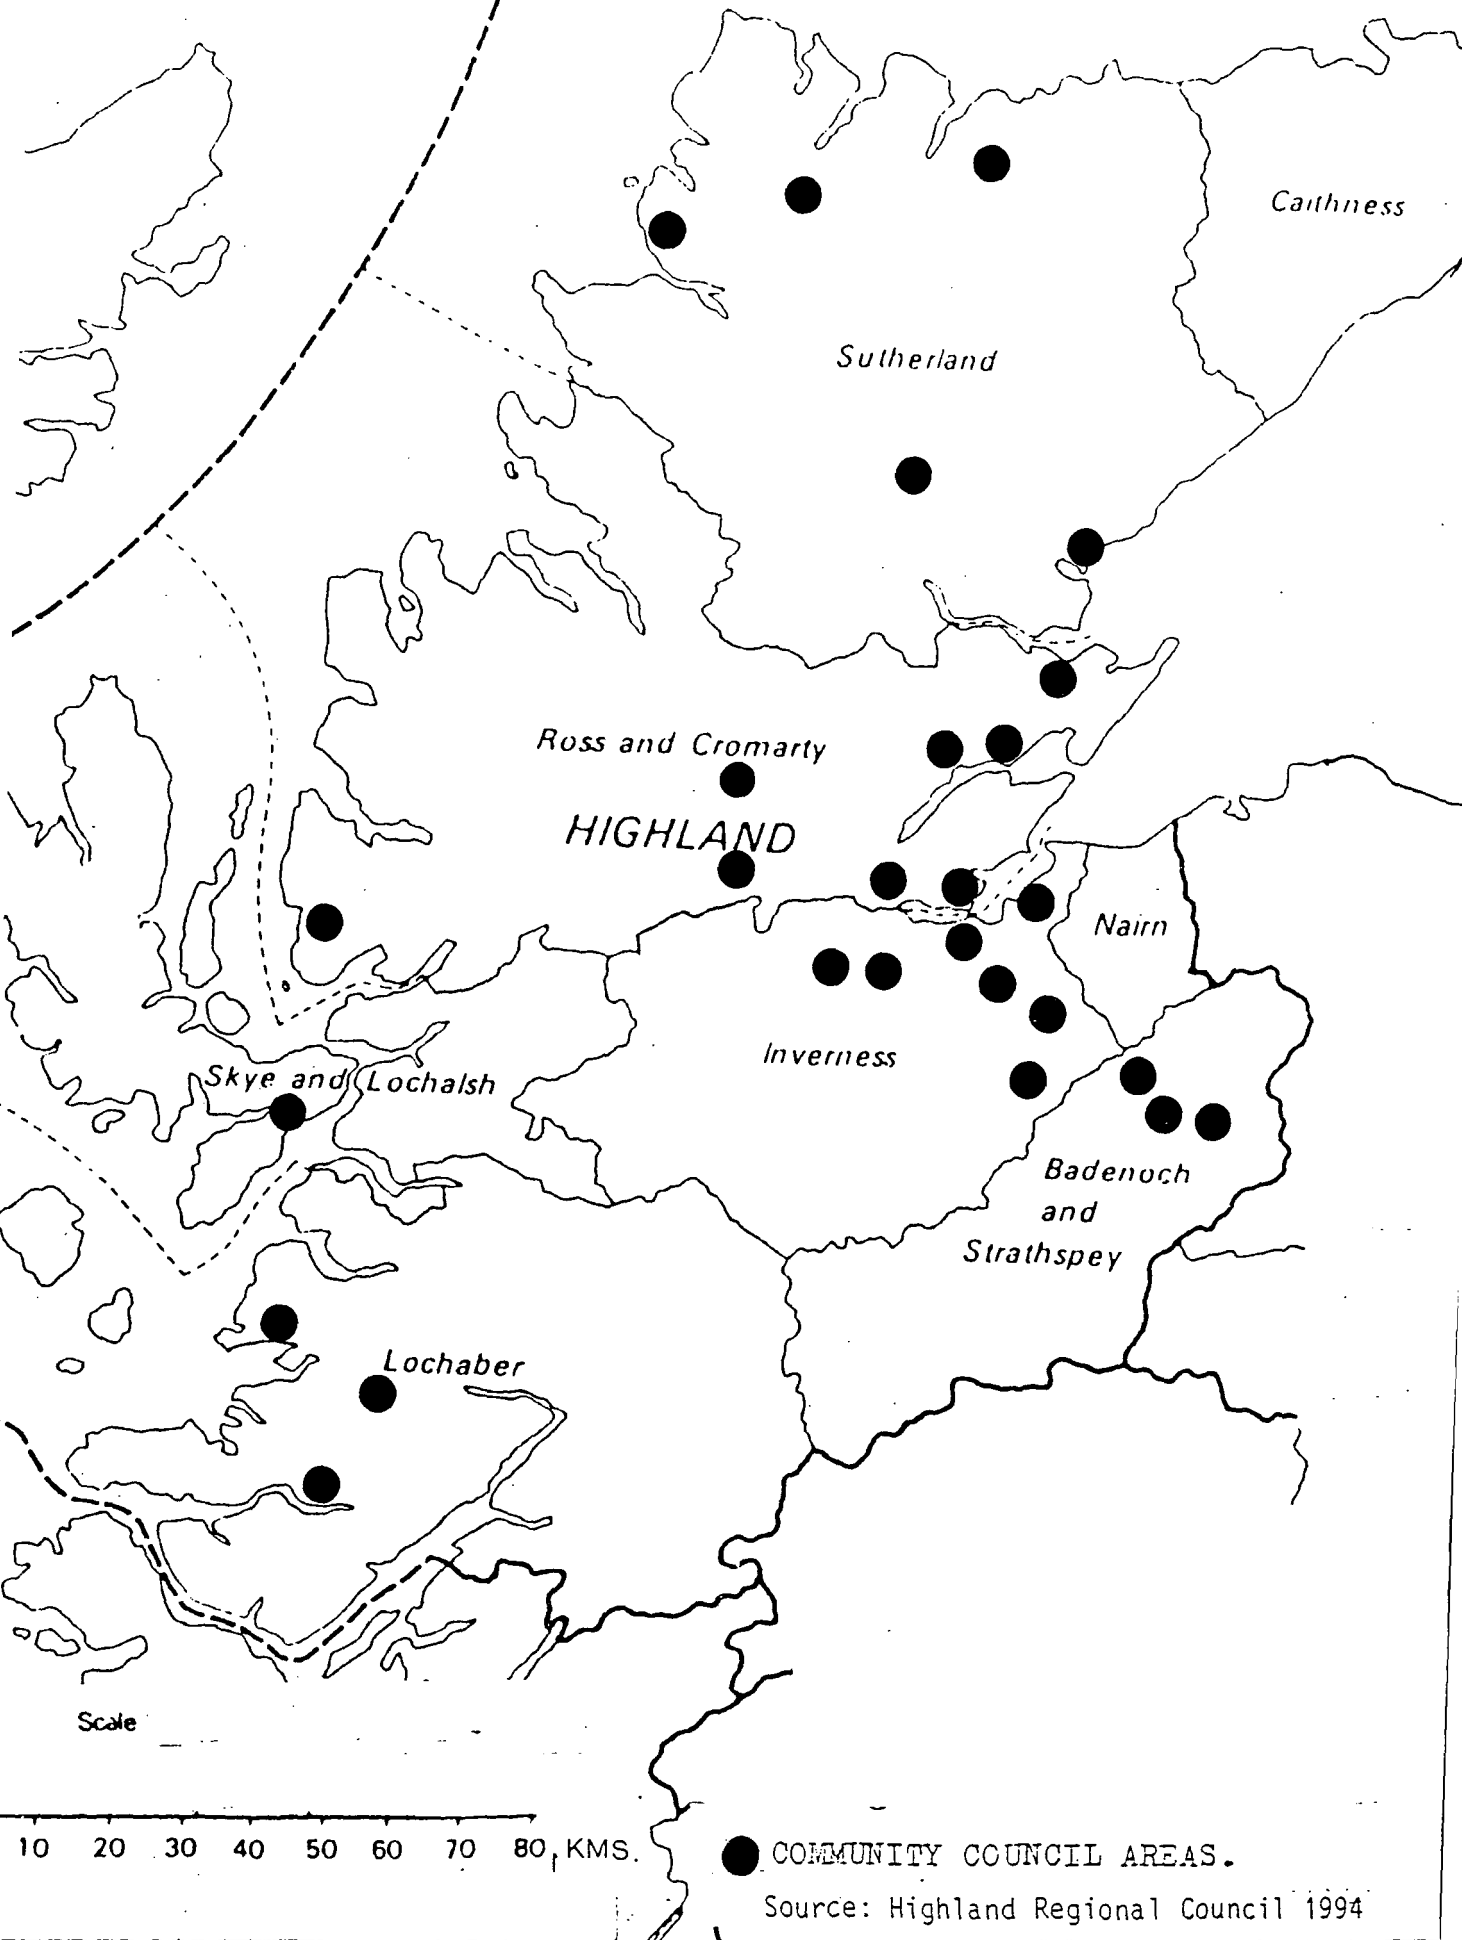 Caithness
Sutherland
Ross and Cromarty
HIGHLAND
Nairn
Inverness
Skye and Lochalsh
Badenoch
and
Strathspey
Lochaber
Scale
10 20 30 40 50 60 70 80 KMS.
COMMUNITY COUNCIL AREAS.
Source: Highland Regional Council 1994